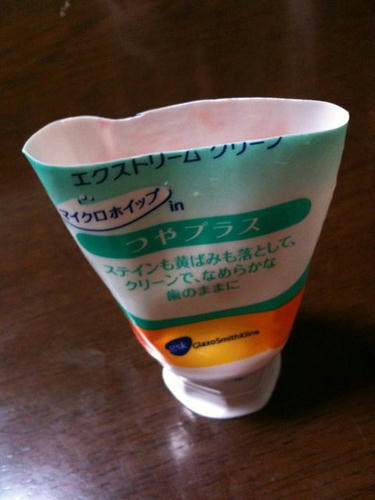 エクストリーム クリーン
マイクロホイップ in
つやプラス
ステインも黄ばみも落として、
クリーンで、なめらかな
歯のままに
gsk GlaxoSmithKline